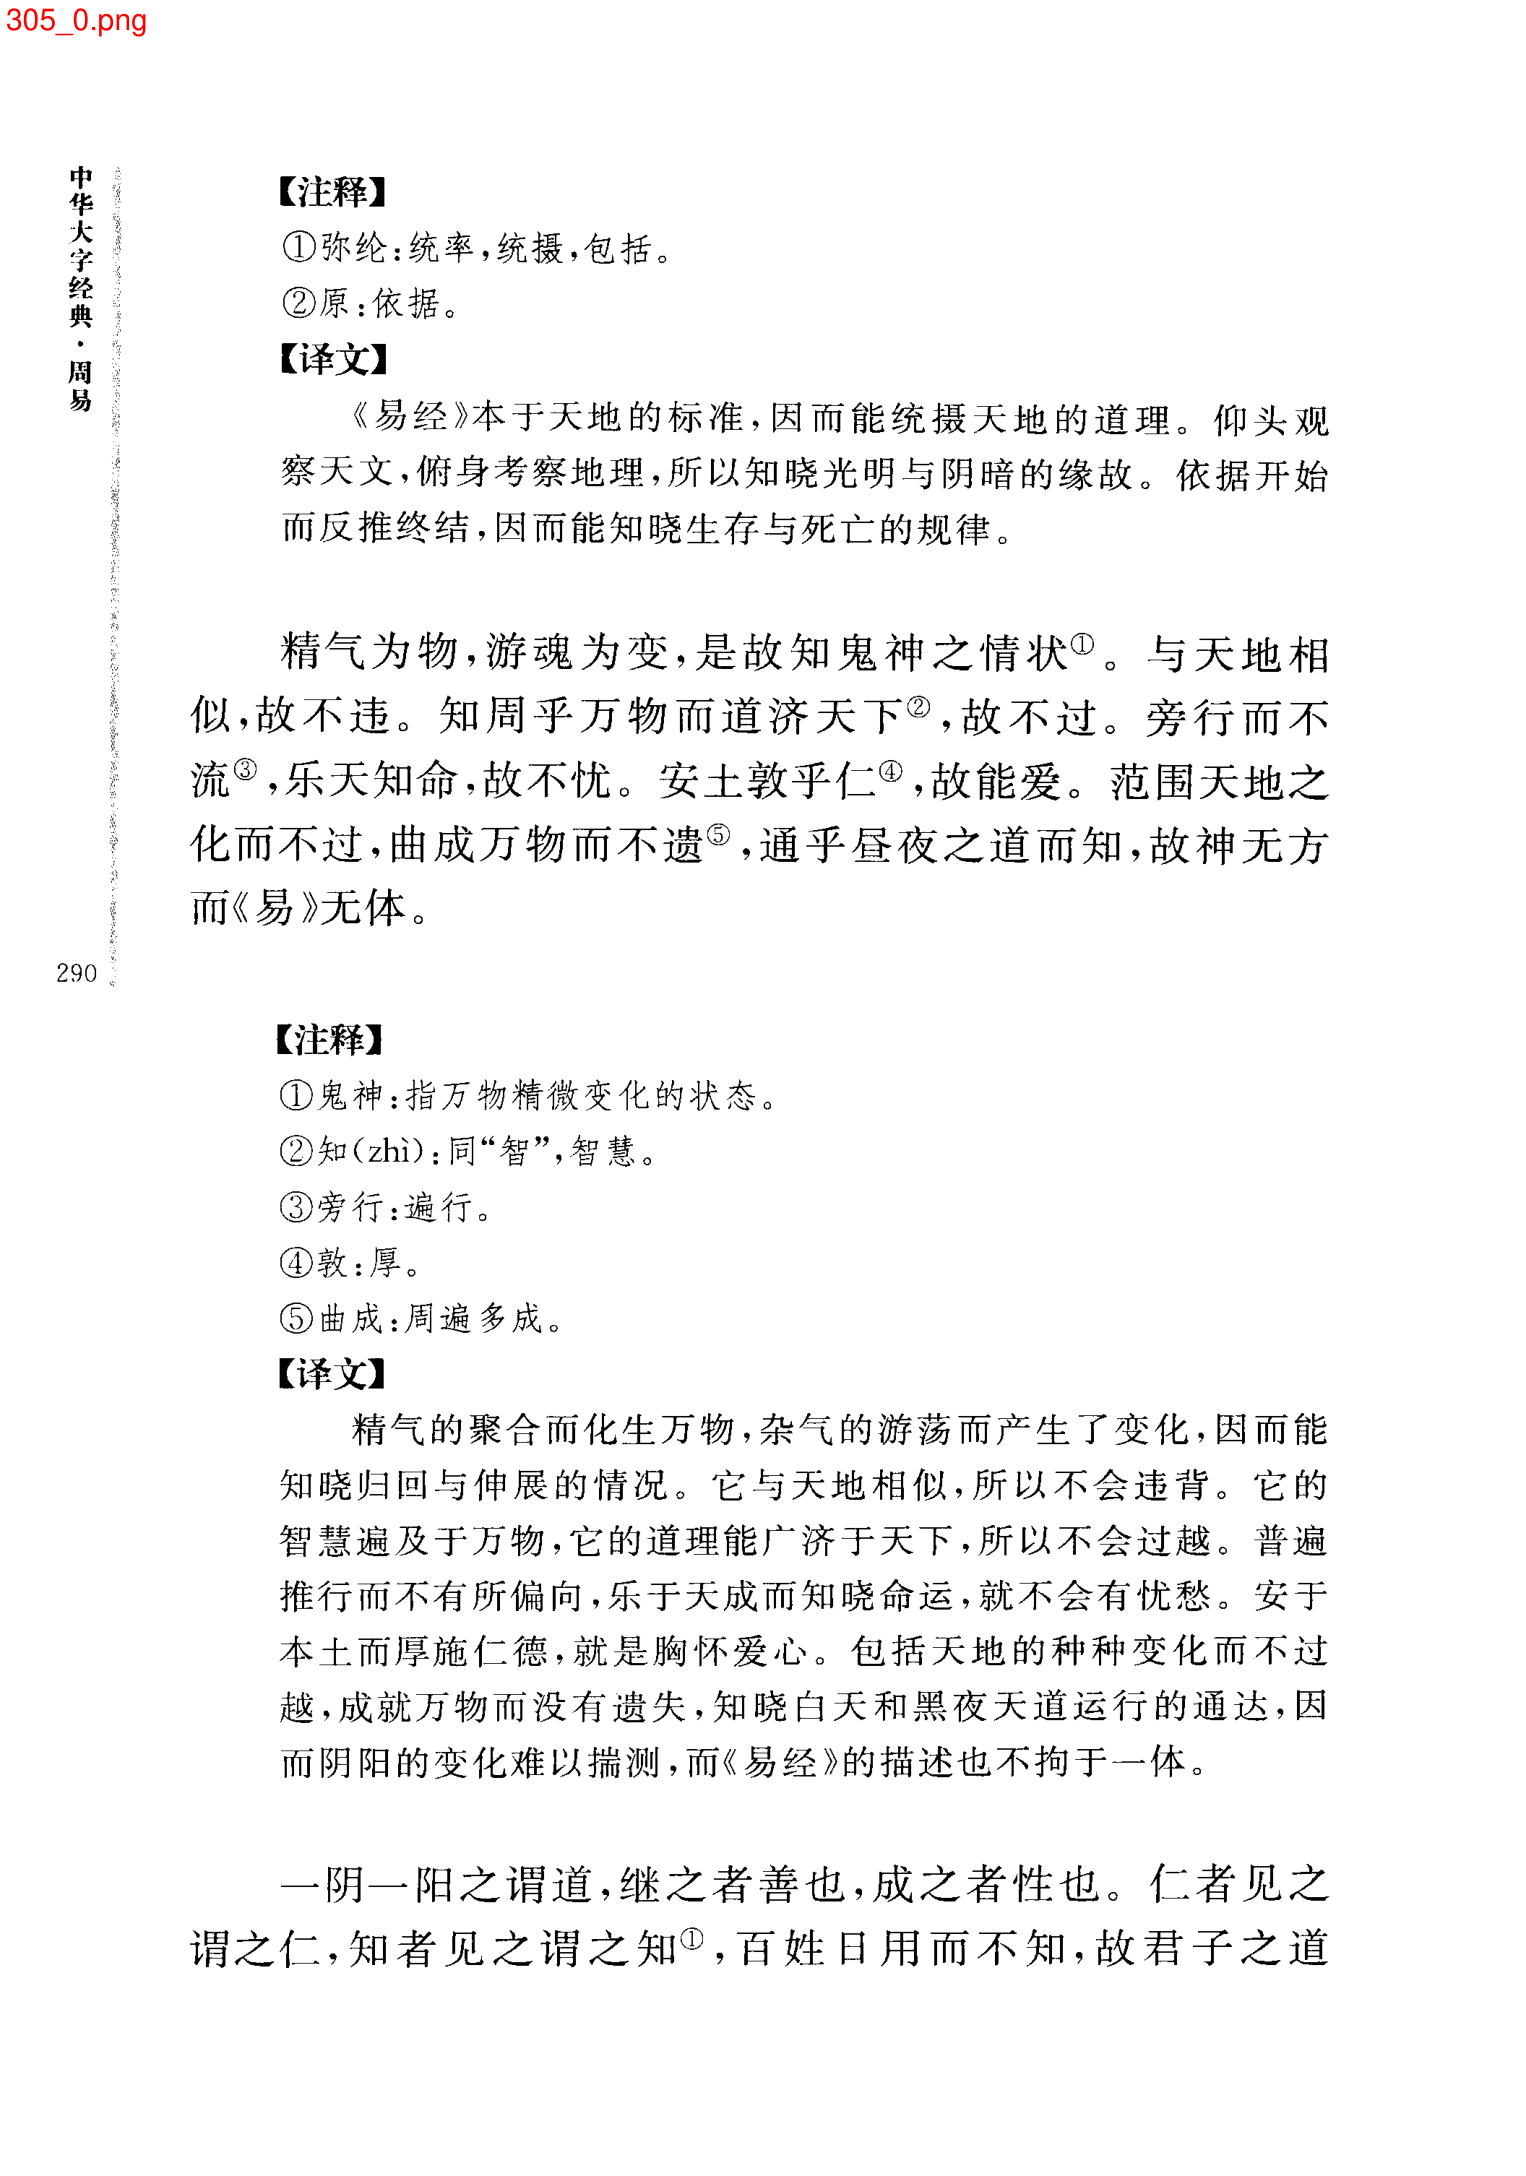 305_0.png
中华大字经典·周易
【注释】
①弥纶:统率,统摄,包括。
②原:依据。
【译文】
《易经》本于天地的标准,因而能统摄天地的道理。仰头观
察天文,俯身考察地理,所以知晓光明与阴暗的缘故。依据开始
而反推终结,因而能知晓生存与死亡的规律。
精气为物,游魂为变,是故知鬼神之情状①。与天地相
似,故不违。知周乎万物而道济天下②,故不过。旁行而不
流③,乐天知命,故不忧。安土敦乎仁④,故能爱。范围天地之
化而不过,曲成万物而不遗⑤,通乎昼夜之道而知,故神无方
而《易》无体。
290
【注释】
①鬼神:指万物精微变化的状态。
②知(zhì):同“智”,智慧。
③旁行:遍行。
④敦:厚。
⑤曲成:周遍多成。
【译文】
精气的聚合而化生万物,杂气的游荡而产生了变化,因而能
知晓归回与伸展的情况。它与天地相似,所以不会违背。它的
智慧遍及于万物,它的道理能广济于天下,所以不会过越。普遍
推行而不有所偏向,乐于天成而知晓命运,就不会有忧愁。安于
本土而厚施仁德,就是胸怀爱心。包括天地的种种变化而不过
越,成就万物而没有遗失,知晓白天和黑夜天道运行的通达,因
而阴阳的变化难以揣测,而《易经》的描述也不拘于一体。
一阴一阳之谓道,继之者善也,成之者性也。仁者见之
谓之仁,知者见之谓之知①,百姓日用而不知,故君子之道